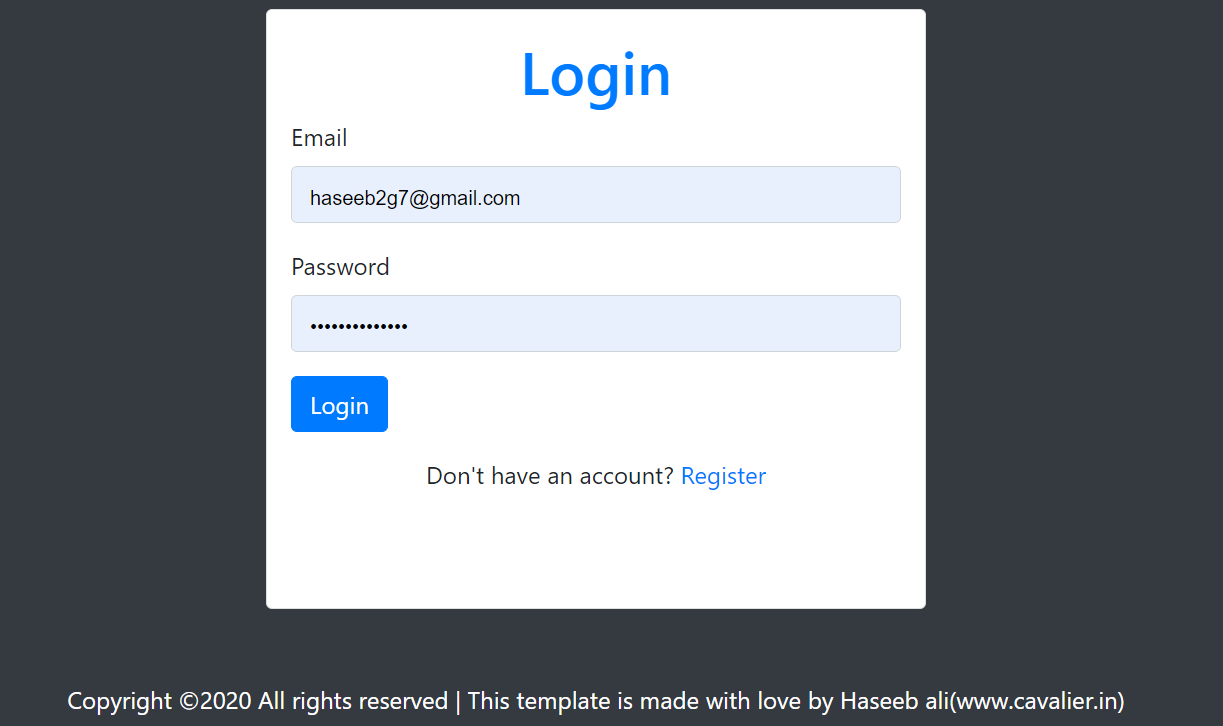 Login
Email
haseeb2g7@gmail.com
Password
••••••••••••••
Login
Don't have an account? Register
Copyright ©2020 All rights reserved | This template is made with love by Haseeb ali(www.cavalier.in)